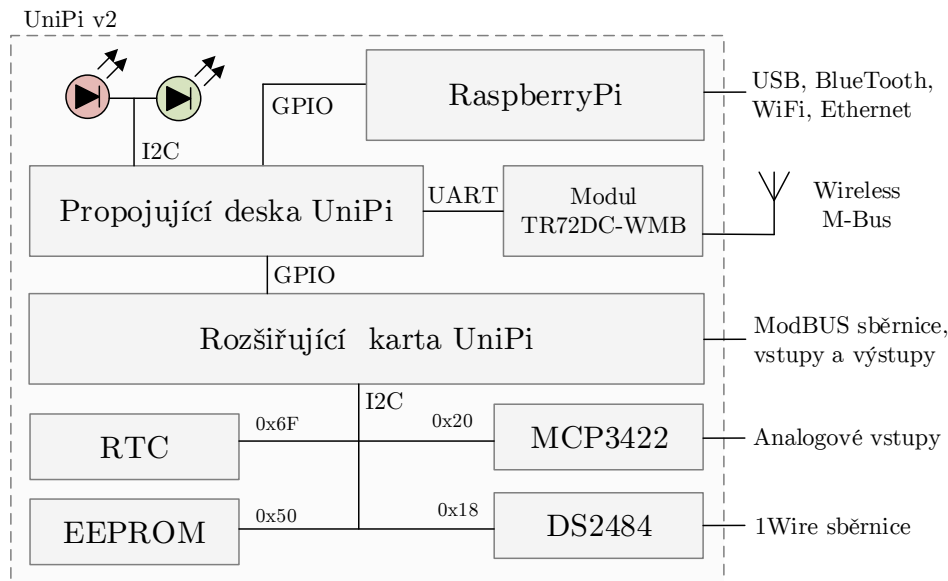 UniPi v2
RaspberryPi
USB, BlueTooth,
WiFi, Ethernet
GPIO
I2C
Propojující deska UniPi
UART
Modul
TR72DC-WMB
Wireless
M-Bus
GPIO
Rozšiřující karta UniPi
ModBUS sběrnice,
vstupy a výstupy
I2C
RTC
0x6F
0x20
MCP3422
Analogové vstupy
EEPROM
0x50
0x18
DS2484
1Wire sběrnice